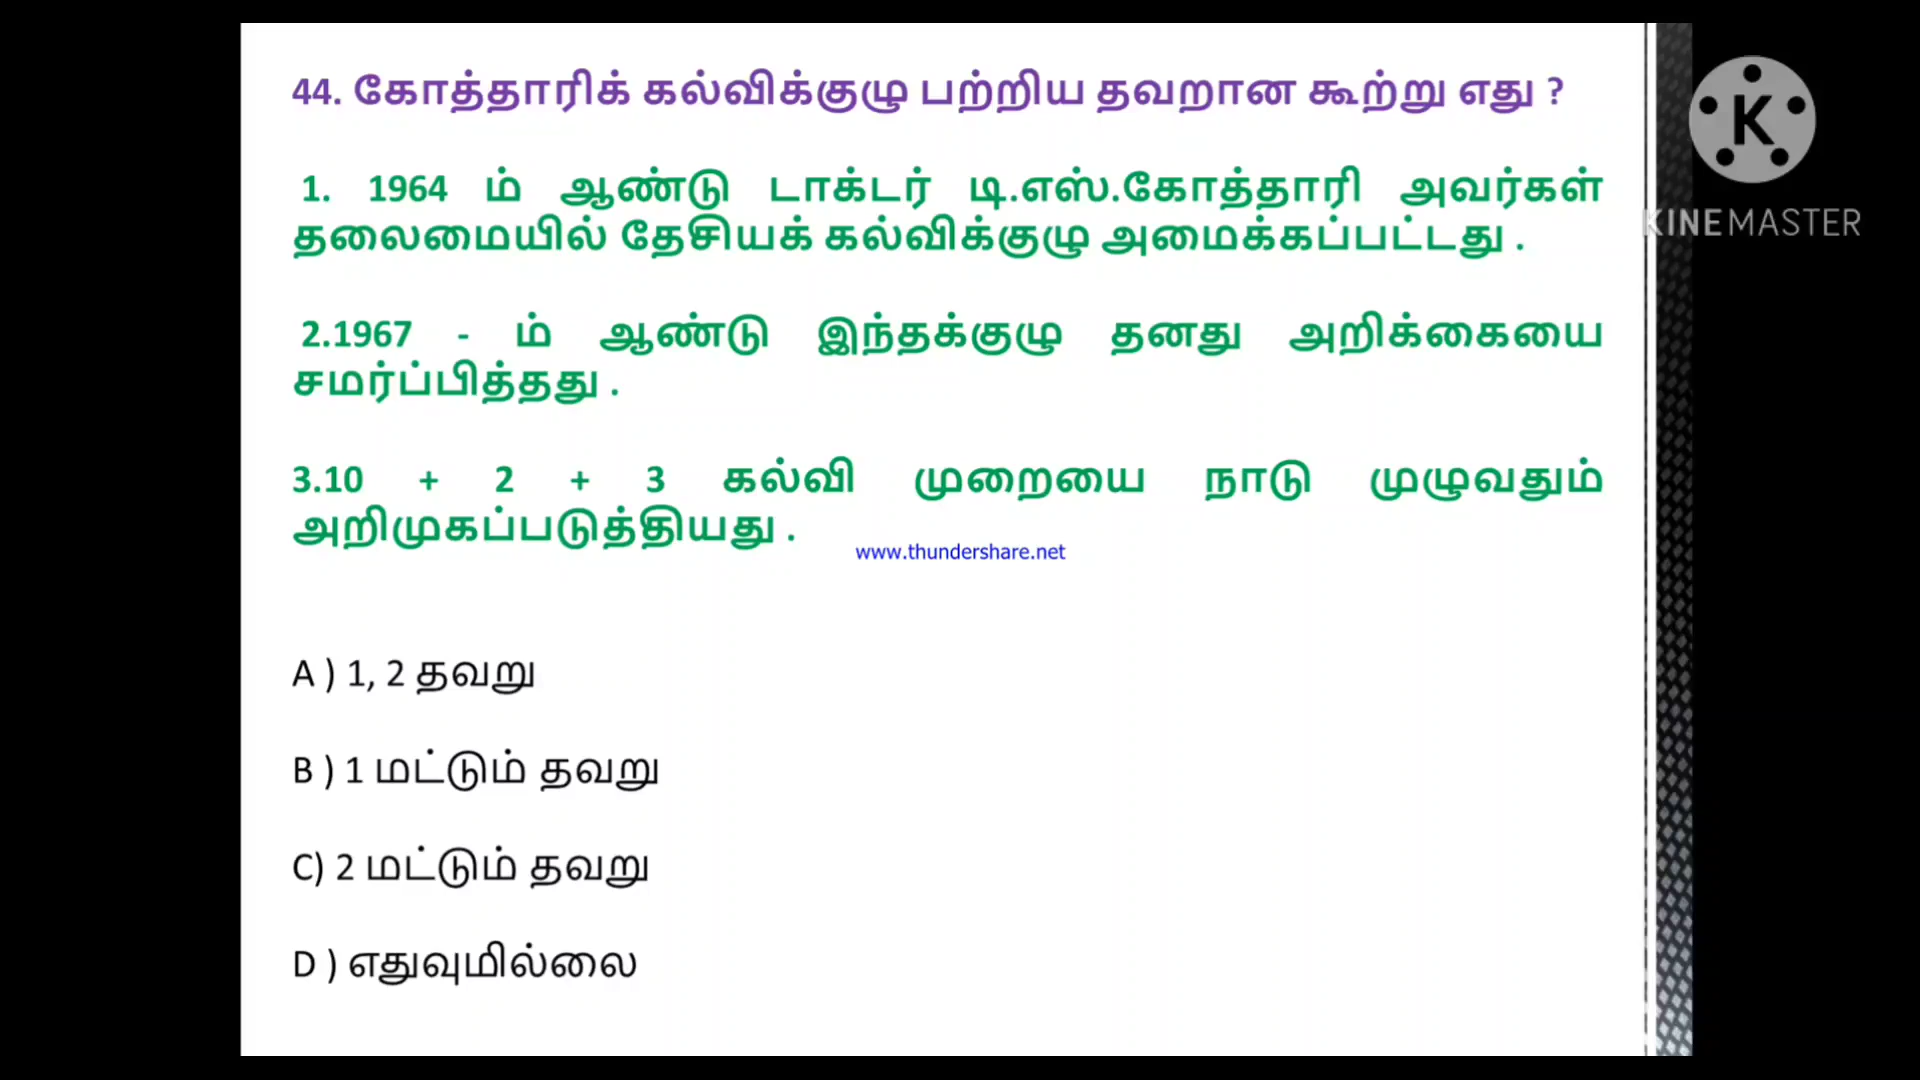 44. கோத்தாரிக் கல்விக்குழு பற்றிய தவறான கூற்று எது ?
1. 1964 ம் ஆண்டு டாக்டர் டி.எஸ்.கோத்தாரி அவர்கள்
தலைமையில் தேசியக் கல்விக்குழு அமைக்கப்பட்டது .
2.1967 - ம் ஆண்டு இந்தக்குழு தனது அறிக்கையை
சமர்ப்பித்தது .
3.10 + 2 + 3 கல்வி முறையை நாடு முழுவதும்
அறிமுகப்படுத்தியது .
www.thundershare.net
A ) 1, 2 தவறு
B ) 1 மட்டும் தவறு
C) 2 மட்டும் தவறு
D ) எதுவுமில்லை
K
KINEMASTER